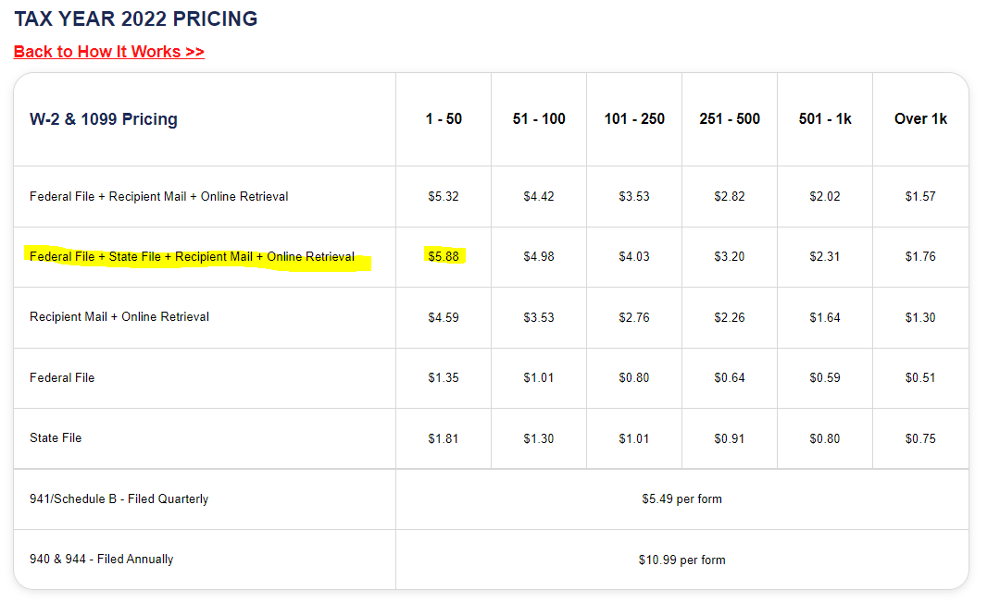 TAX YEAR 2022 PRICING
Back to How It Works >>
W-2 & 1099 Pricing 1 - 50 51 - 100 101 - 250 251 - 500 501 - 1k Over 1k
Federal File + Recipient Mail + Online Retrieval $5.32 $4.42 $3.53 $2.82 $2.02 $1.57
Federal File + State File + Recipient Mail + Online Retrieval $5.88 $4.98 $4.03 $3.20 $2.31 $1.76
Recipient Mail + Online Retrieval $4.59 $3.53 $2.76 $2.26 $1.64 $1.30
Federal File $1.35 $1.01 $0.80 $0.64 $0.59 $0.51
State File $1.81 $1.30 $1.01 $0.91 $0.80 $0.75
941/Schedule B - Filed Quarterly $5.49 per form
940 & 944 - Filed Annually $10.99 per form